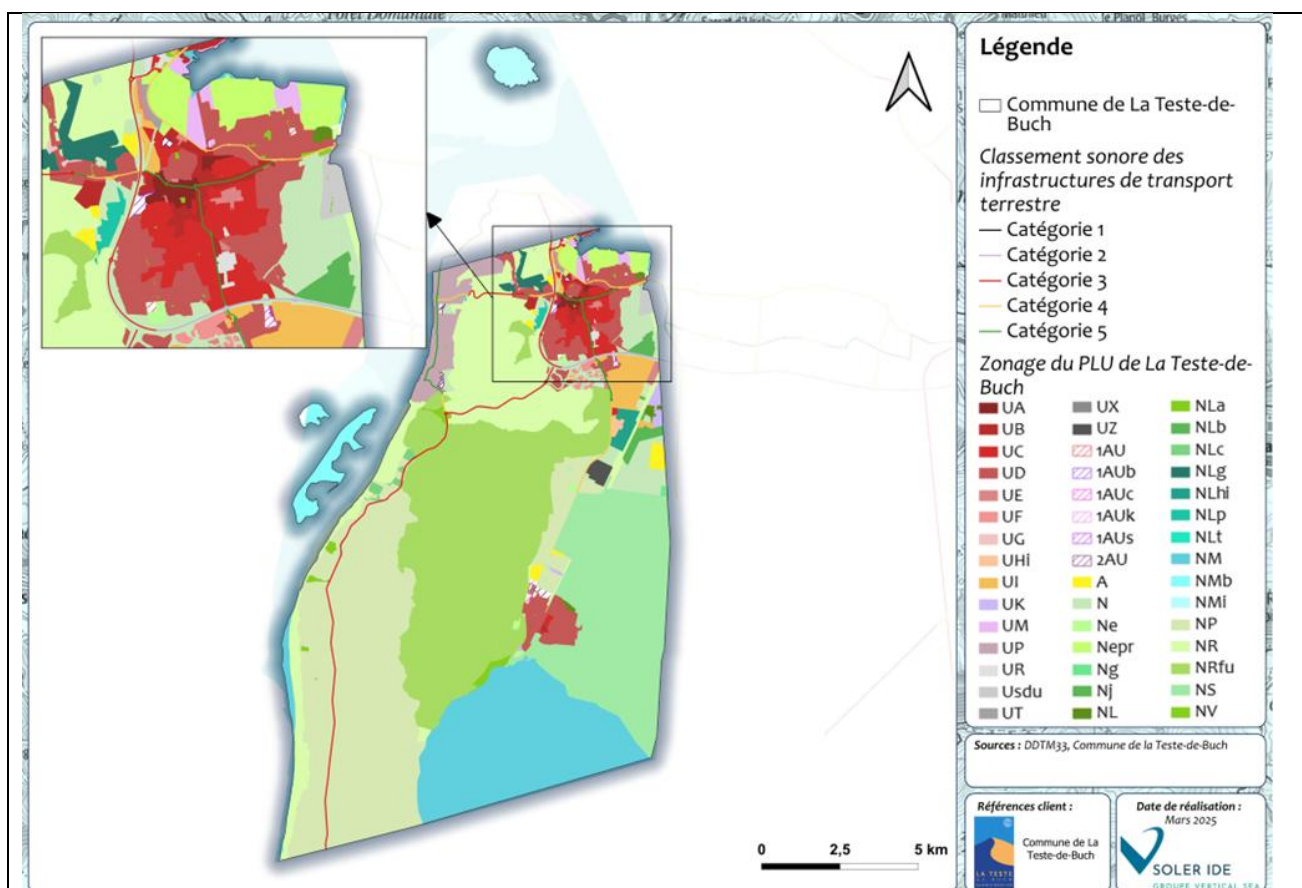 Légende
Commune de La Teste-de-
Buch
Classement sonore des
infrastructures de transport
terrestre
Catégorie 1
Catégorie 2
Catégorie 3
Catégorie 4
Catégorie 5
Zonage du PLU de La Teste-de-
Buch
UA
UB
UC
UD
UE
UF
UG
UHi
UI
UK
UM
UP
UR
Usdu
UT
UX
UZ
1AU
1AUb
1AUc
1AUk
1AUs
2AU
A
N
Ne
Nepr
Ng
Nj
NL
NLa
NLb
NLc
NLg
NLhi
NLp
NLt
NM
NMb
NMi
NP
NR
NRfu
NS
NV
Sources : DDTM33, Commune de la Teste-de-Buch
Références client :
LA TESTE
Commune de La
Teste-de-Buch
Date de réalisation :
Mars 2025
SOLER IDE
GROUPE VERTICAL SEA
0 2,5 5 km